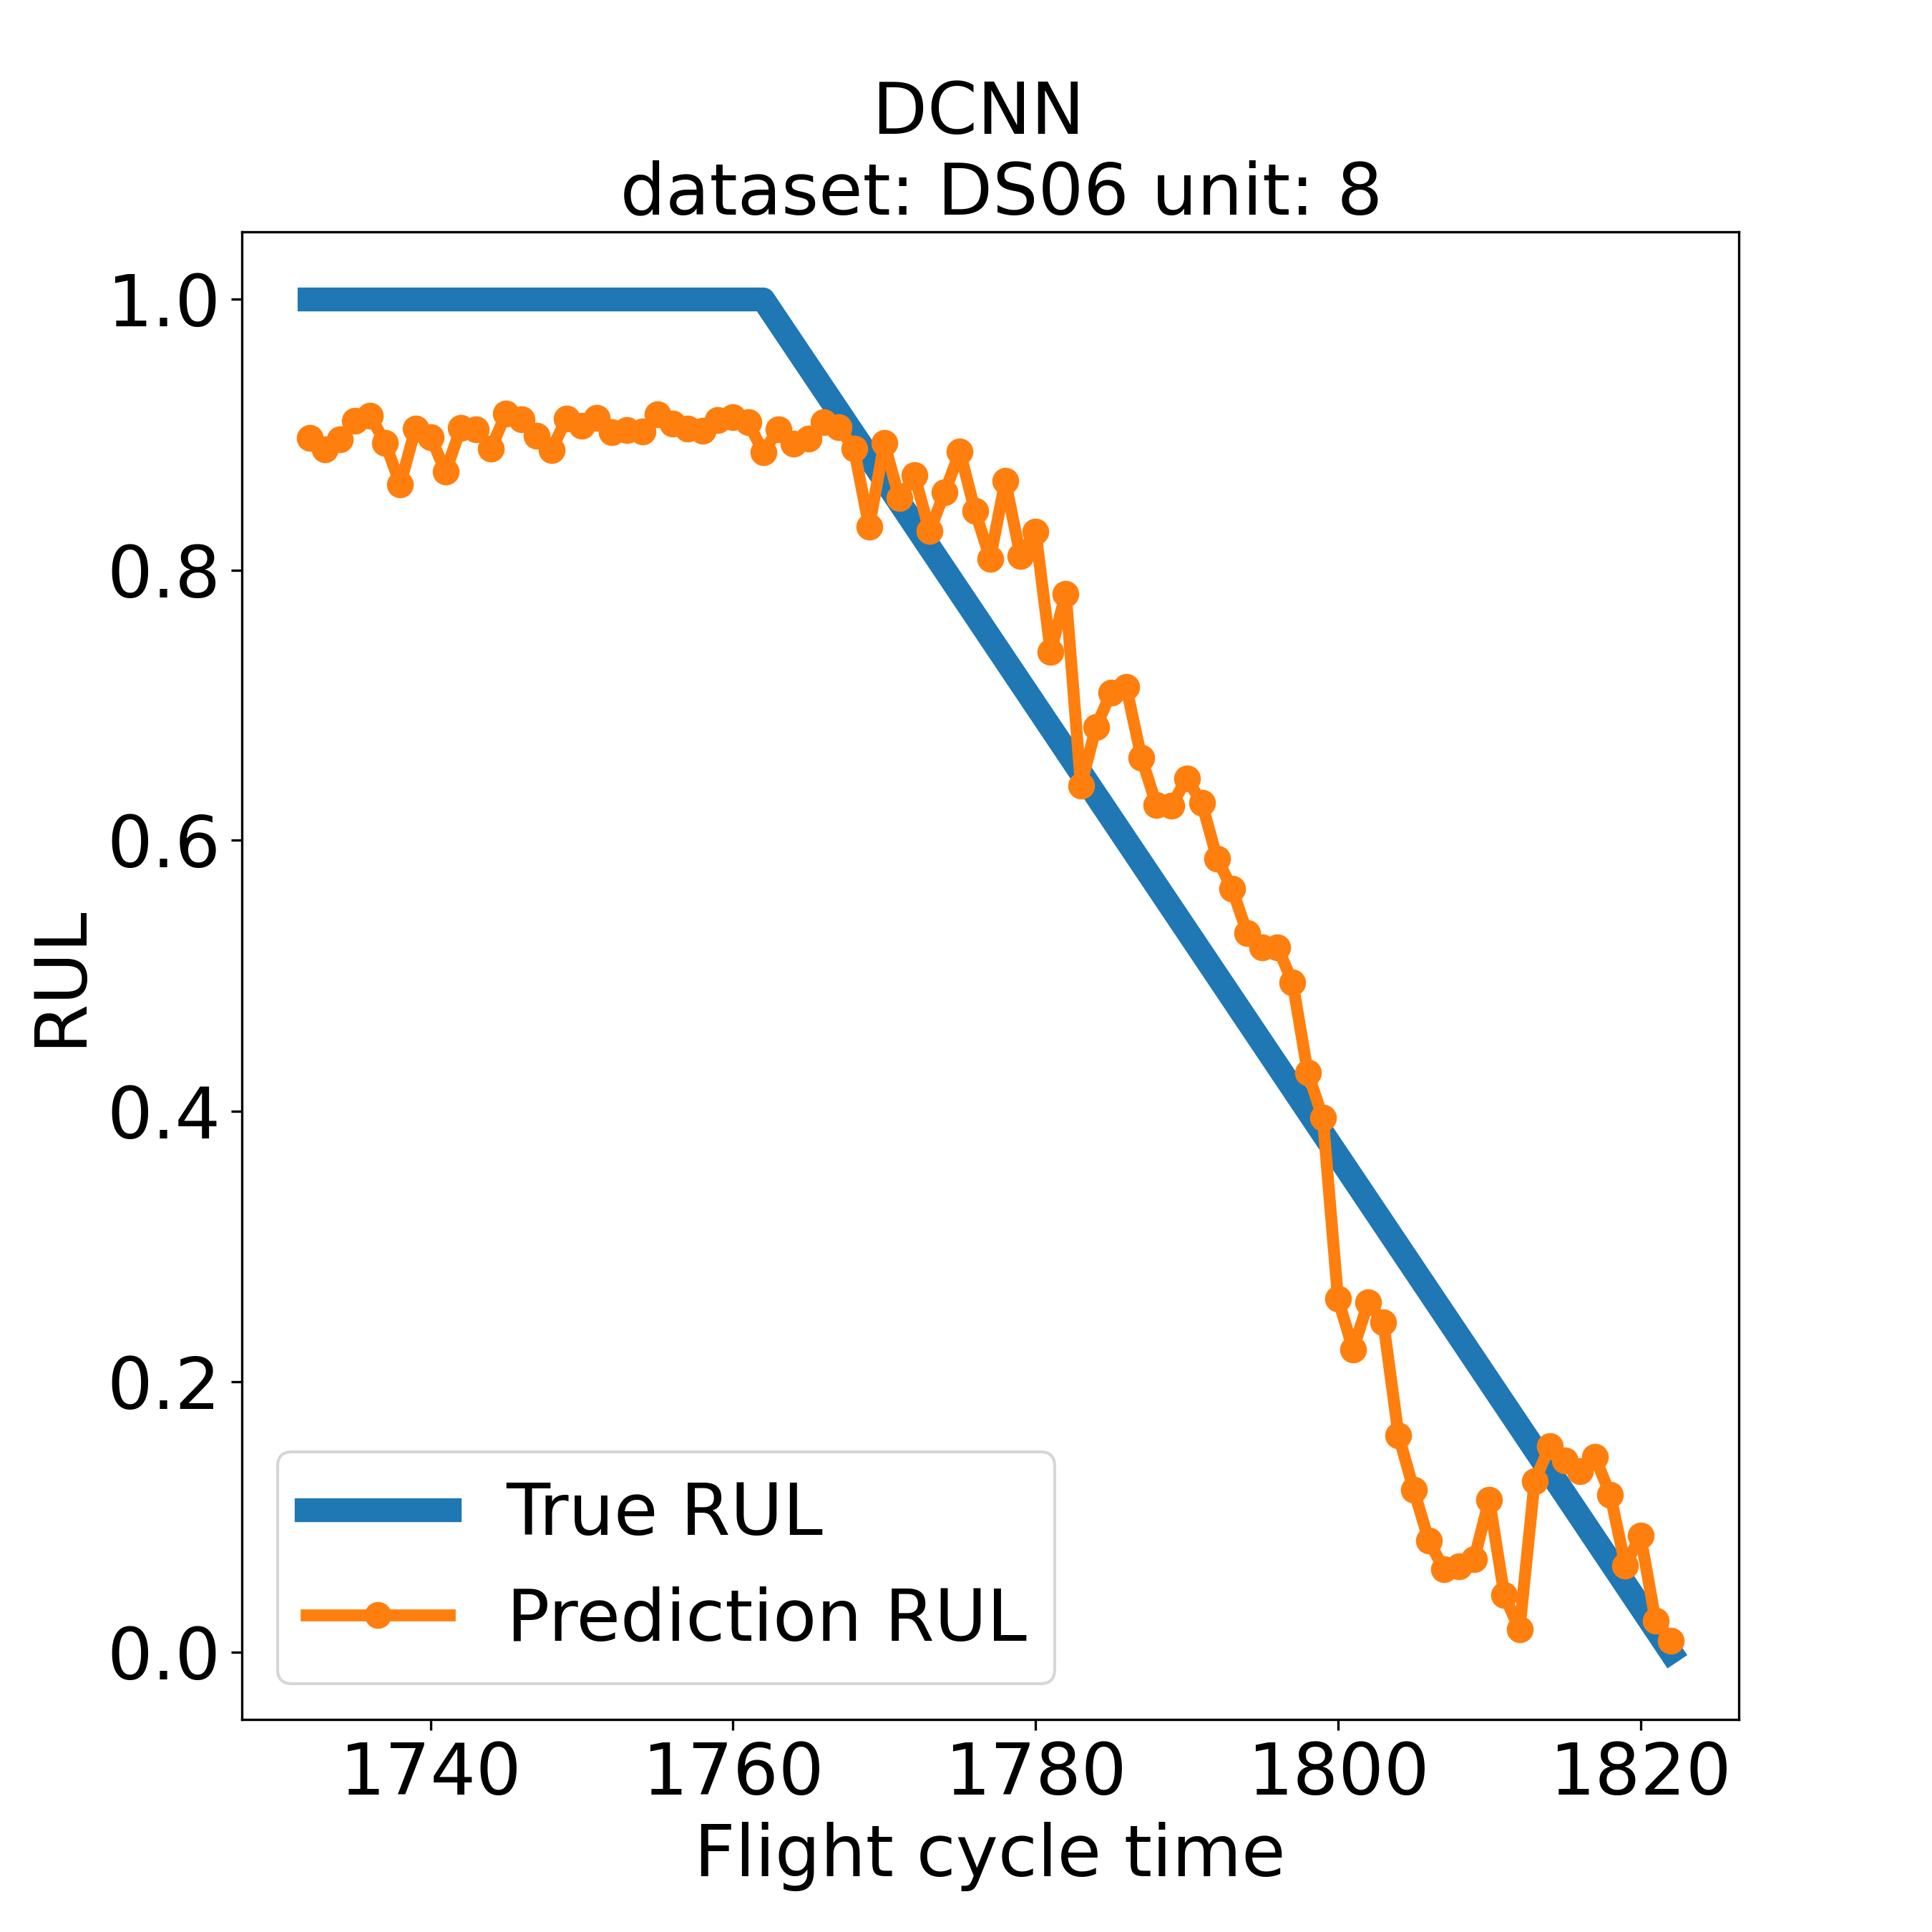 DCNN
dataset: DS06 unit: 8
1.0
0.8
0.6
0.4
0.2
0.0
RUL
True RUL
Prediction RUL
1740 1760 1780 1800 1820
Flight cycle time